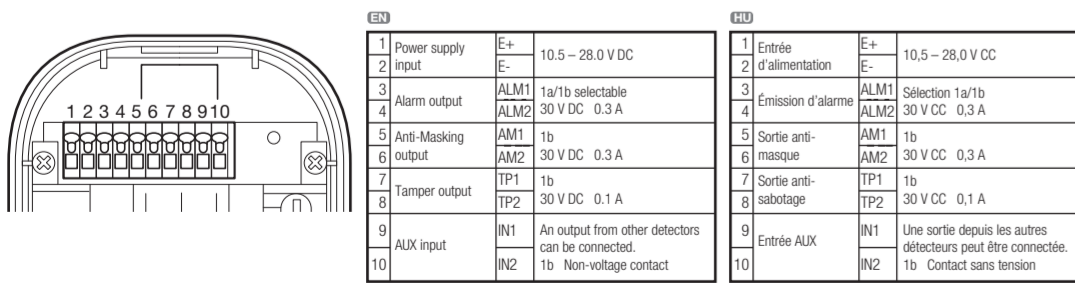 1 2 3 4 5 6 7 8 9 10
EN
1 Power supply input E+ 10.5 – 28.0 V DC
2 E-
3 Alarm output ALM1 1a/1b selectable
4 ALM2 30 V DC 0.3 A
5 Anti-Masking output AM1 1b
6 AM2 30 V DC 0.3 A
7 Tamper output TP1 1b
8 TP2 30 V DC 0.1 A
9 AUX input IN1 An output from other detectors
can be connected.
10 IN2 1b Non-voltage contact
HU
1 Entrée d'alimentation E+ 10,5 – 28,0 V CC
2 E-
3 Émission d'alarme ALM1 Sélection 1a/1b
4 ALM2 30 V CC 0,3 A
5 Sortie anti-masque AM1 1b
6 AM2 30 V CC 0,3 A
7 Sortie anti-sabotage TP1 1b
8 TP2 30 V CC 0,1 A
9 Entrée AUX IN1 Une sortie depuis les autres
détecteurs peut être connectée.
10 IN2 1b Contact sans tension